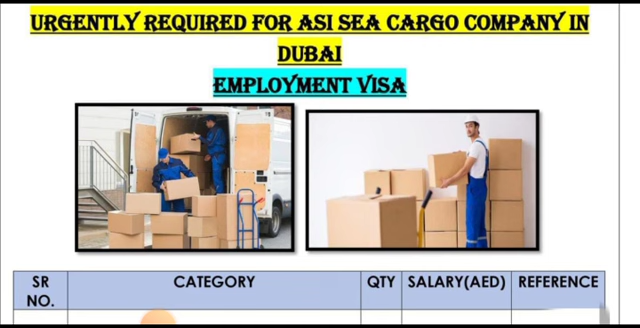 URGENTLY REQUIRED FOR ASI SEA CARGO COMPANY IN
DUBAI
EMPLOYMENT VISA
SR NO. CATEGORY QTY SALARY(AED) REFERENCE